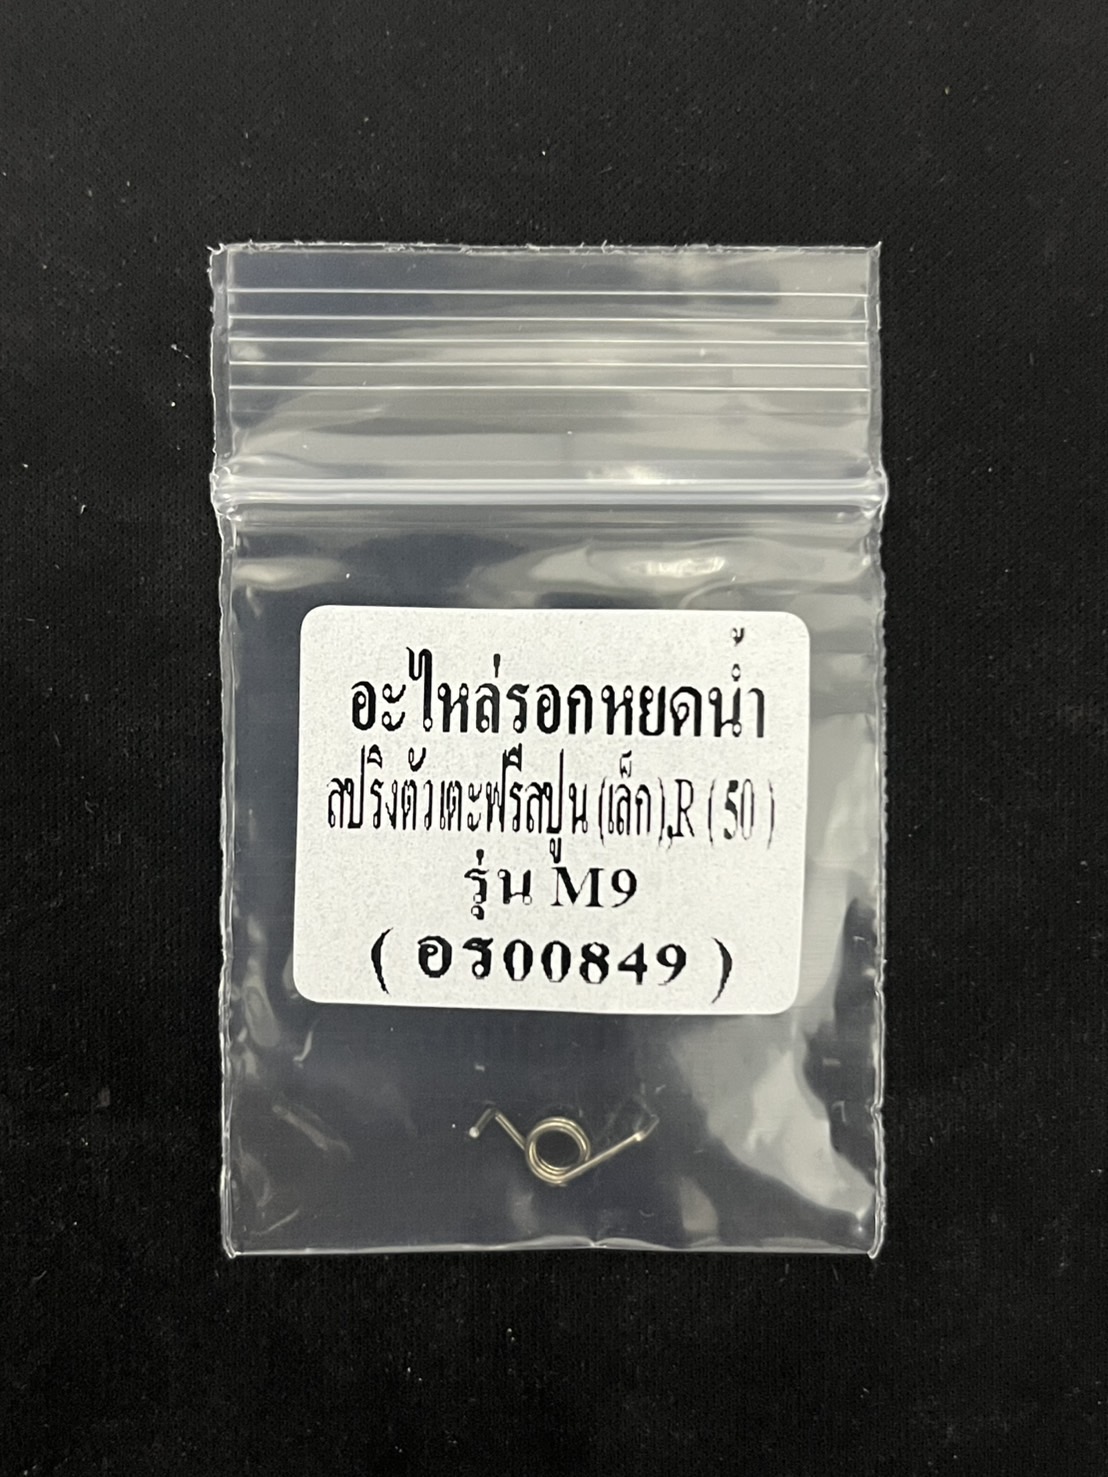 อะไหล่รอกหยดน้ำ
สปริงตัวเตะฟรีสปูน (เล็ก),R ( 50 )
รุ่น M9
( อร00849 )